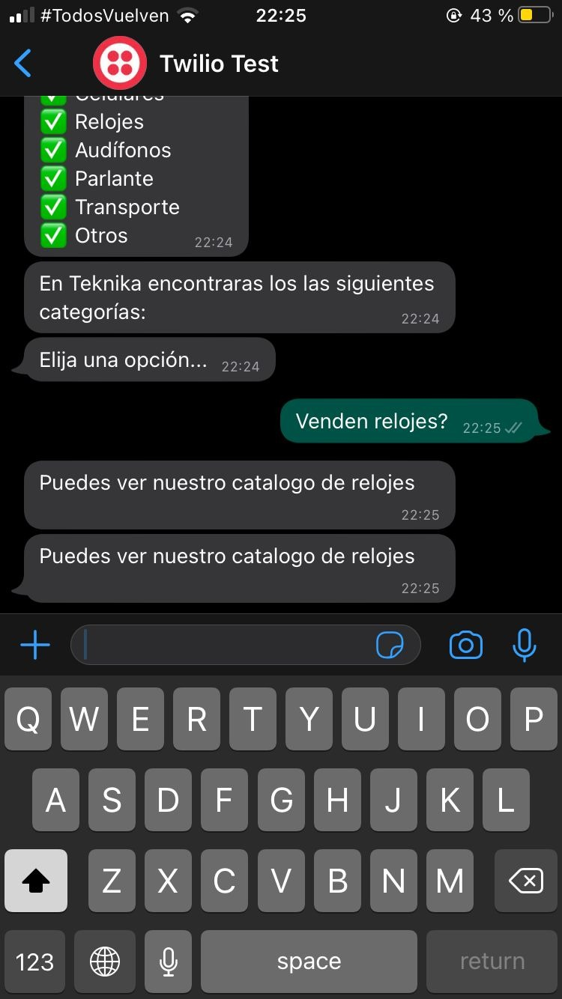 #TodosVuelven
22:25
43 %
Twilio Test
Celulares
Relojes
Audífonos
Parlante
Transporte
Otros
22:24
En Teknika encontraras los las siguientes
categorías:
22:24
Elija una opción...
22:24
Venden relojes?
22:25
Puedes ver nuestro catalogo de relojes
22:25
Puedes ver nuestro catalogo de relojes
22:25
Q W E R T Y U I O P
A S D F G H J K L
Z X C V B N M
123 space return